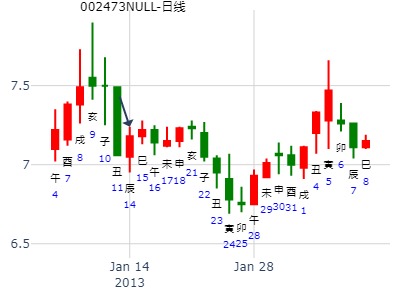 002473NULL-日线
7.5
7
6.5
午
4
酉
7
戌
8
亥
9
子
10
丑
11
辰
14
巳
15
午
16
未
17
申
18
亥
21
子
22
丑
23
寅
24
卯
25
午
28
未
29
申
30
酉
31
戌
1
丑
4
寅
5
卯
6
辰
7
巳
8
Jan 14
2013
Jan 28